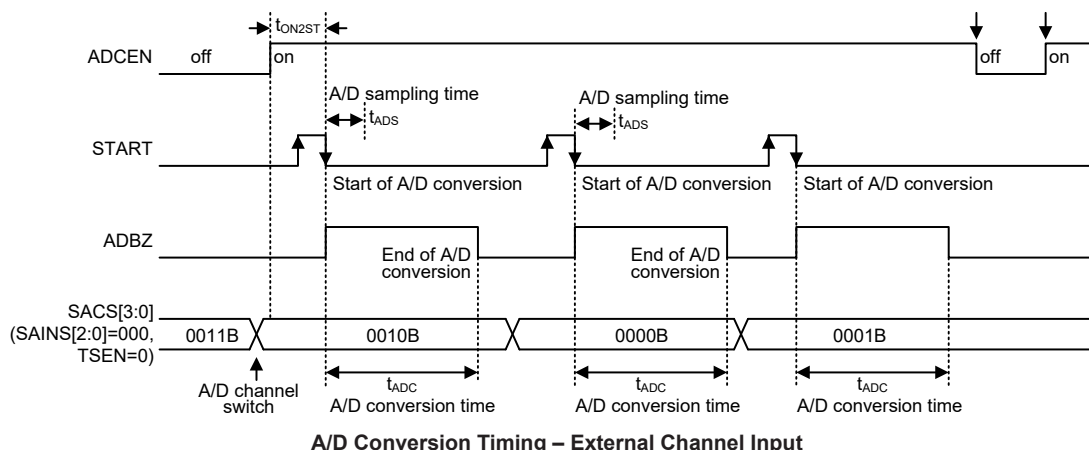 tON2ST
ADCEN
off
on
off
on
A/D sampling time
A/D sampling time
tADS
tADS
START
Start of A/D conversion
Start of A/D conversion
Start of A/D conversion
ADBZ
End of A/D
conversion
End of A/D
conversion
SACS[3:0]
(SAINS[2:0]=000,
TSEN=0)
0011B
0010B
0000B
0001B
A/D channel
switch
tADC
tADC
tADC
A/D conversion time
A/D conversion time
A/D conversion time
A/D Conversion Timing – External Channel Input